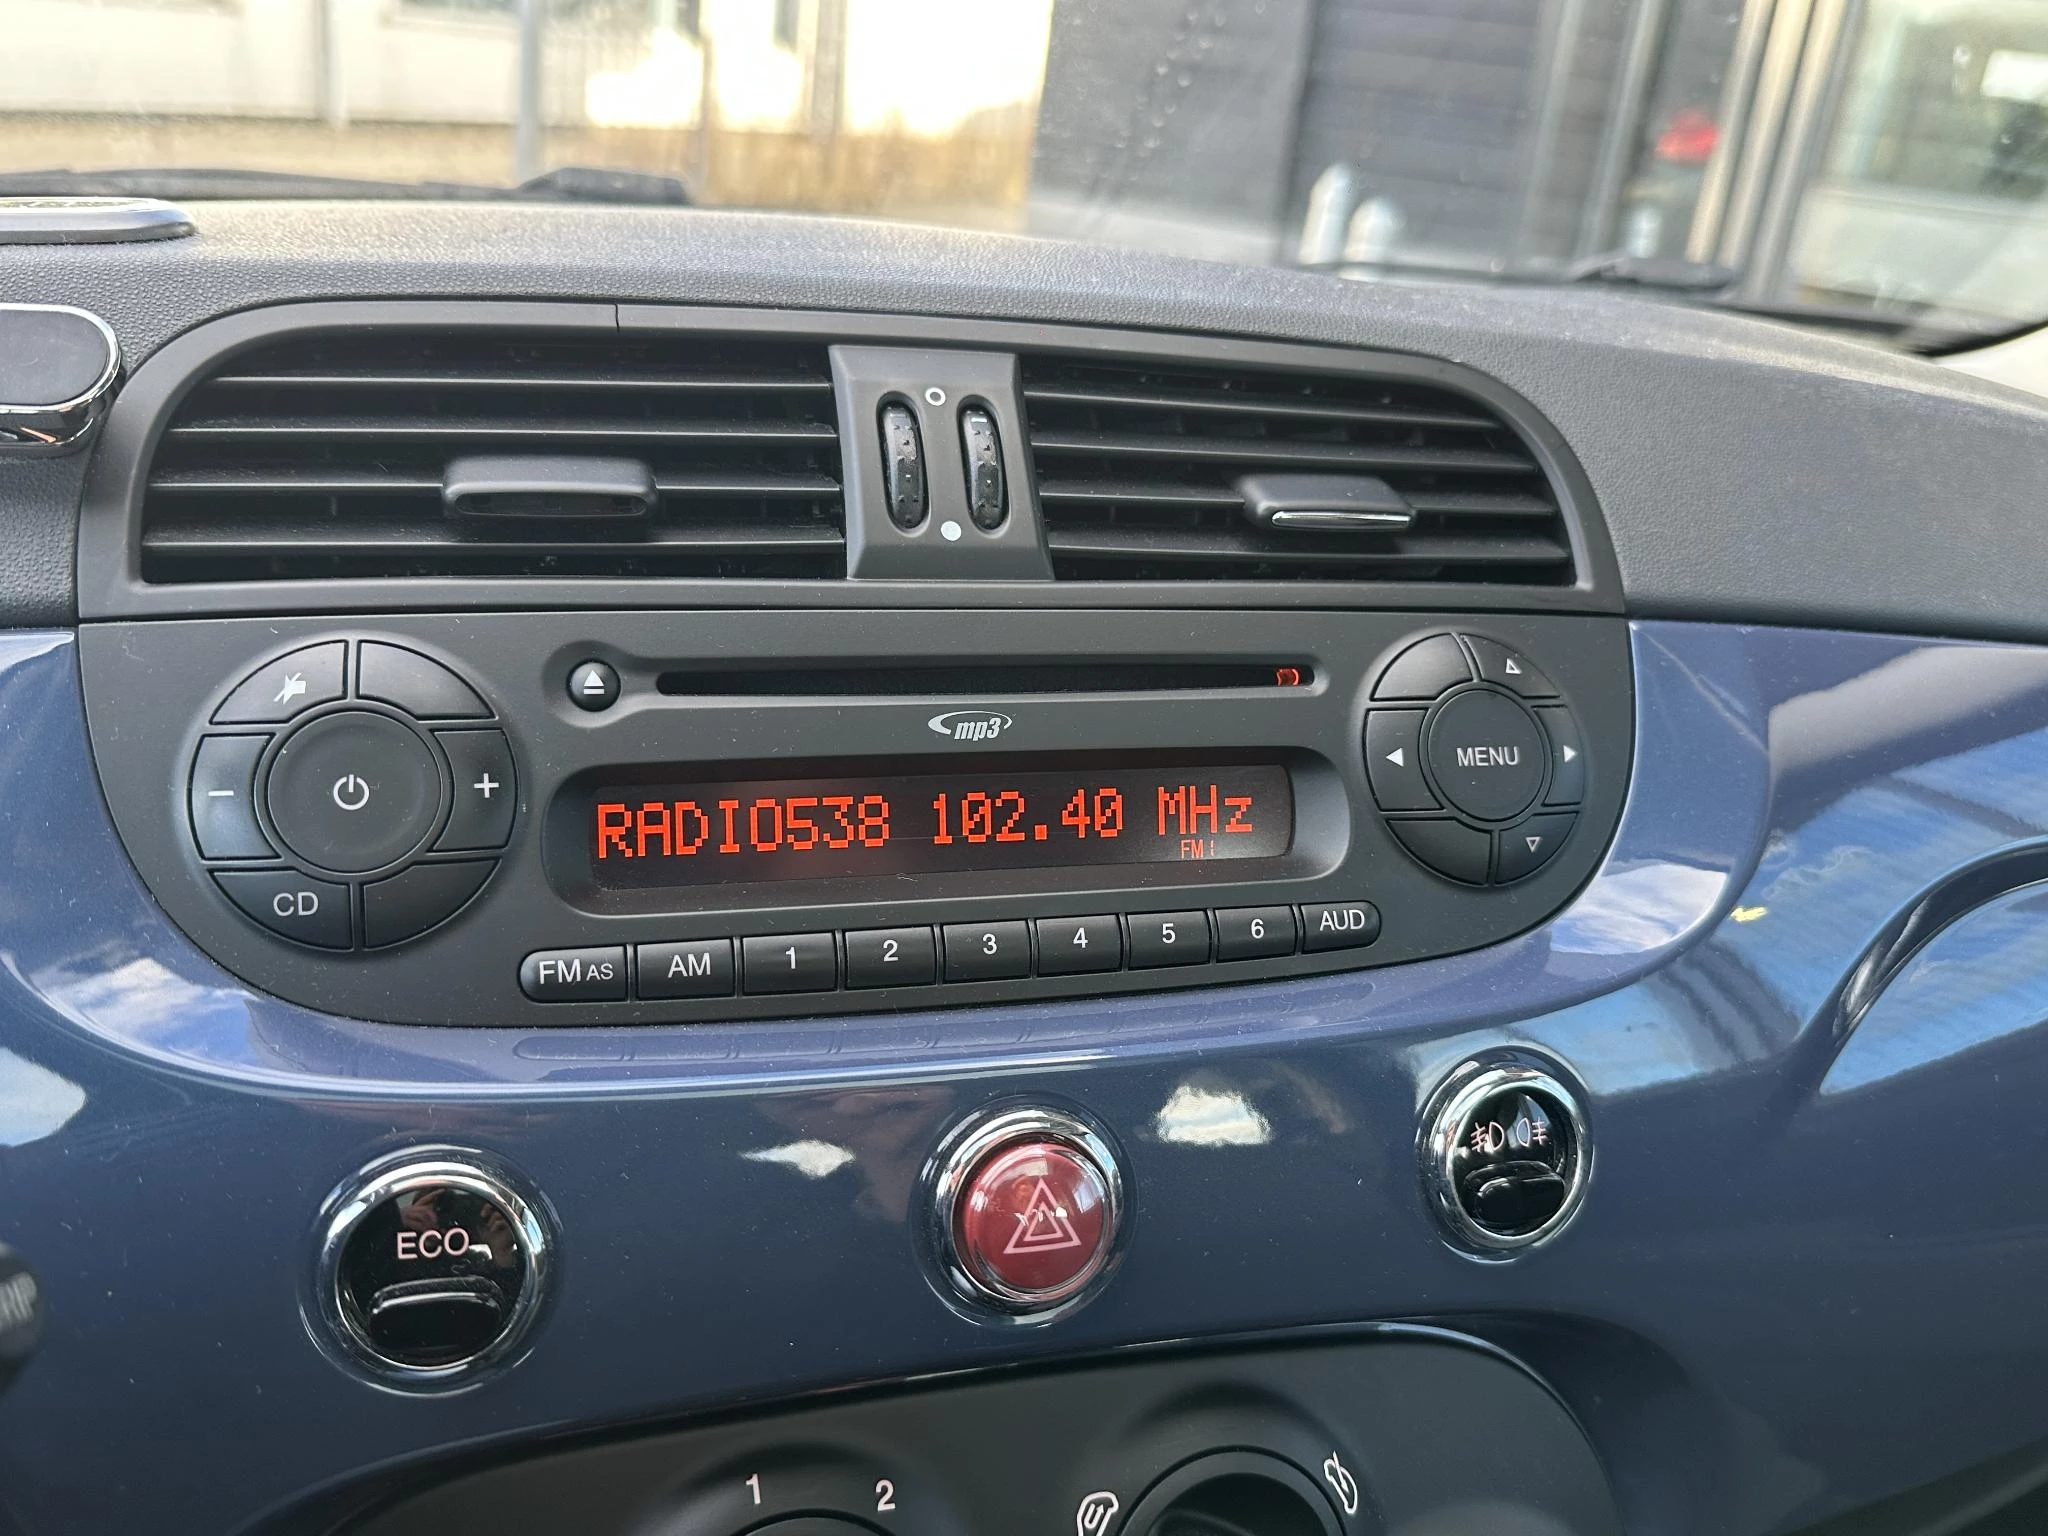 mp3
MENU
RADIO538 102.40 MHz
FM1
CD
FM AS AM 1 2 3 4 5 6 AUD
ECO
1 2